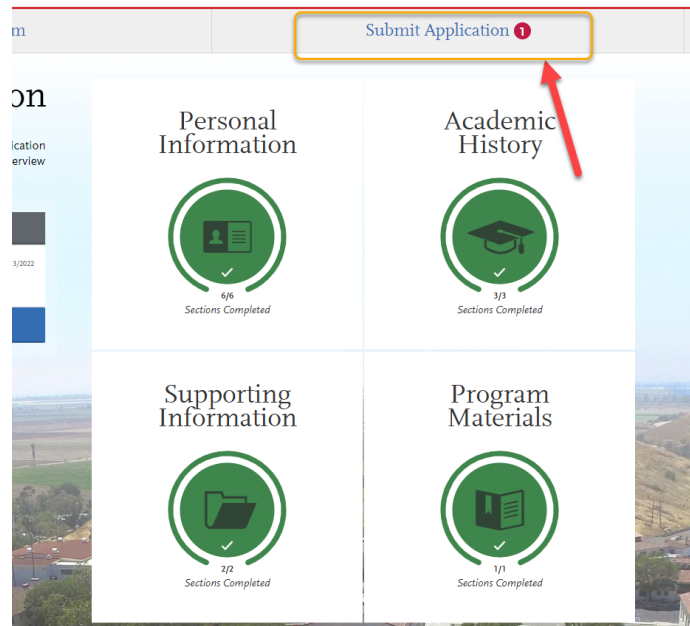 m
Submit Application 1
on
ication
erview
3/2022
Personal
Information
6/6
Sections Completed
Academic
History
3/3
Sections Completed
Supporting
Information
2/2
Sections Completed
Program
Materials
1/1
Sections Completed